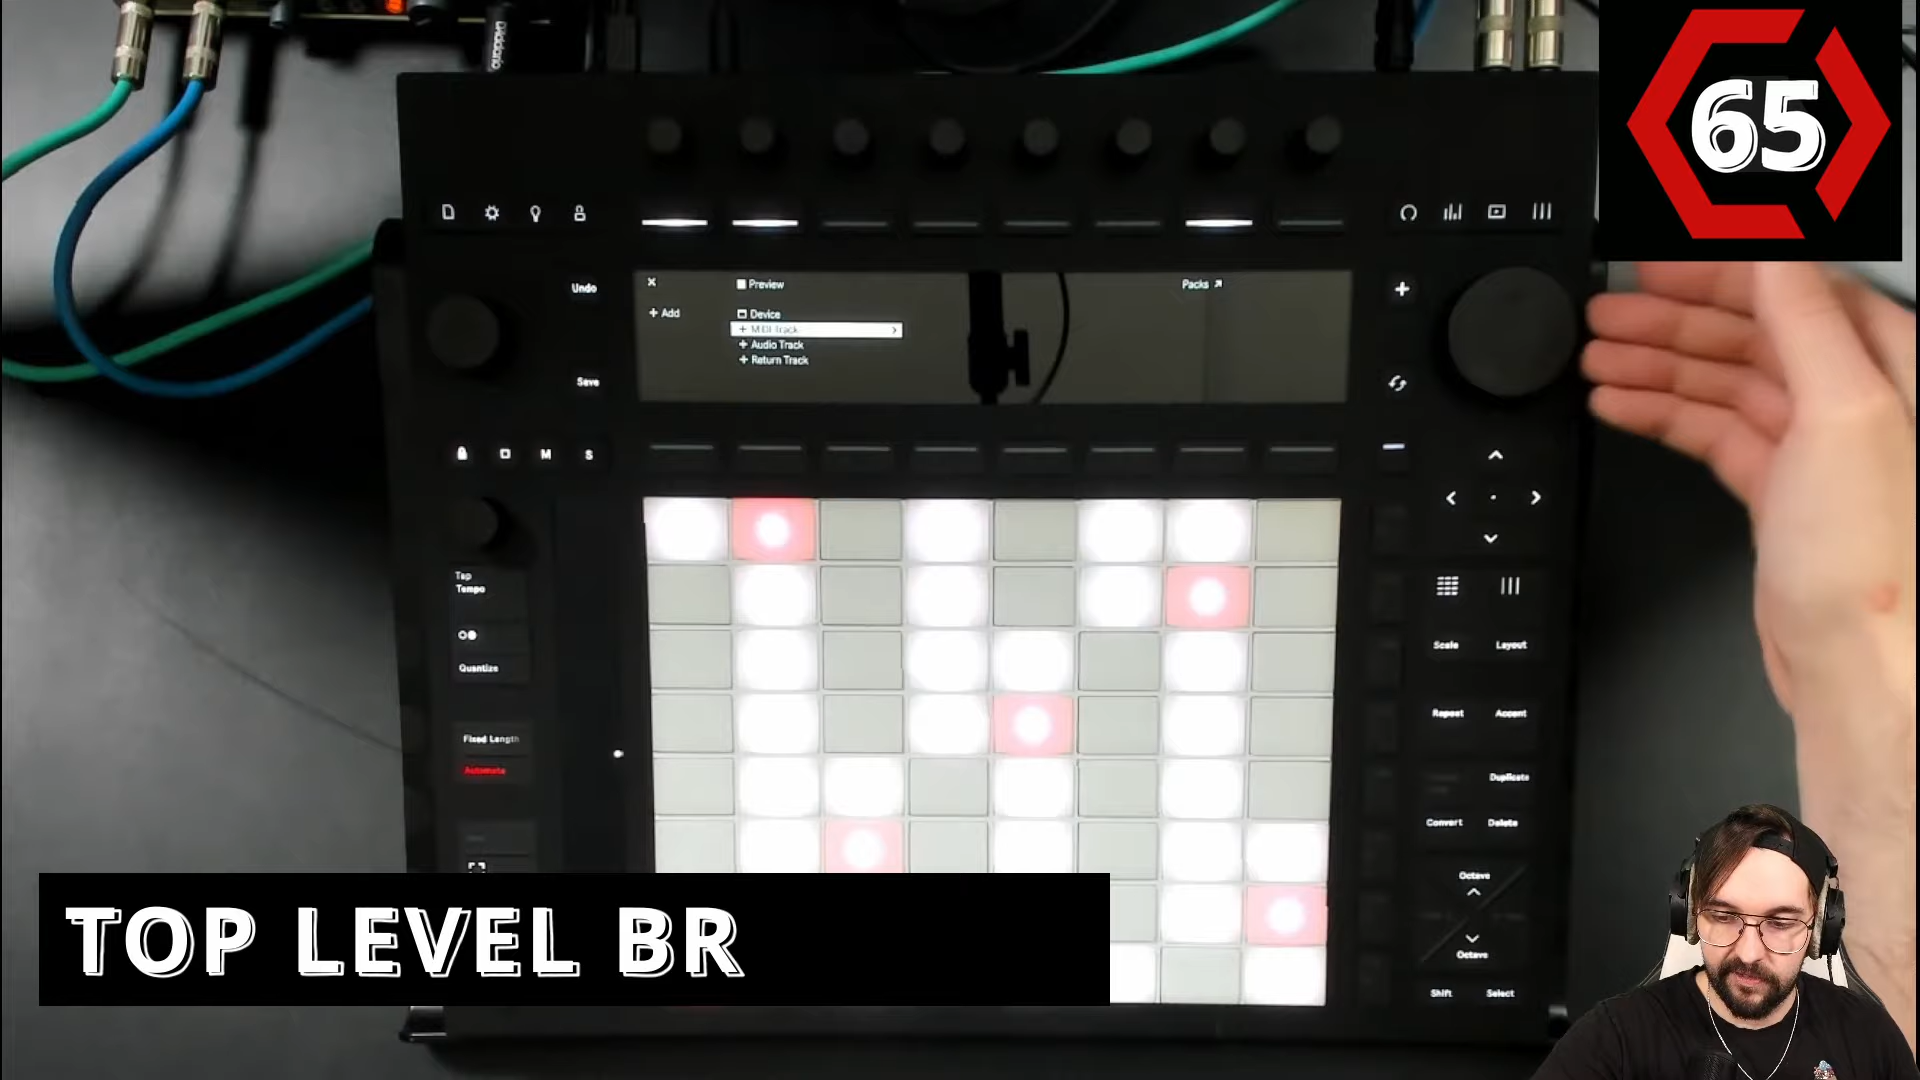 65
Undo
Save
× Preview Packs
+ Add
Device
+ MIDI Track
+ Audio Track
+ Return Track
M S
Tap
Tempo
Quantize
Fixed Length
Automate
Scale Layout
Repeat Accent
Duplicate
Convert Delete
Octave
Octave
Shift Select
TOP LEVEL BR